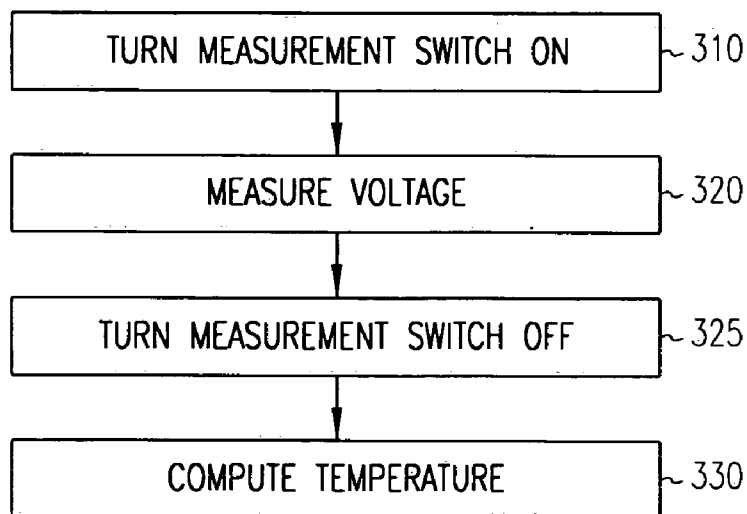 TURN MEASUREMENT SWITCH ON 310
MEASURE VOLTAGE 320
TURN MEASUREMENT SWITCH OFF 325
COMPUTE TEMPERATURE 330